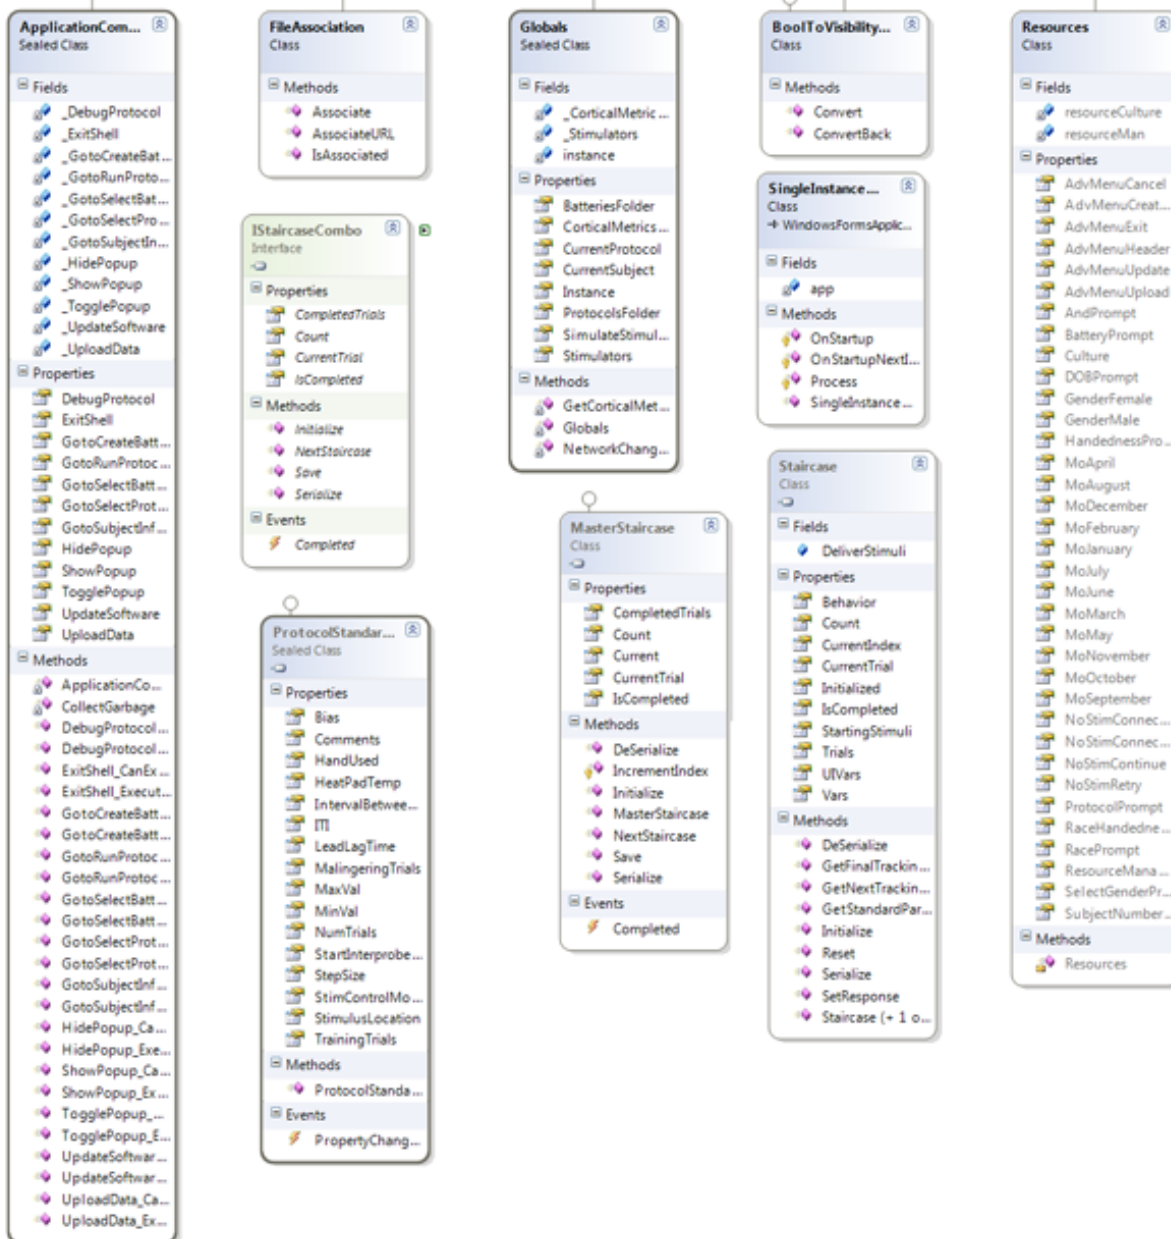 ApplicationCom...
Sealed Class
Fields
_DebugProtocol
_ExitShell
_GotoCreateBat...
_GotoRunProto...
_GotoSelectBat...
_GotoSelectPro...
_GotoSubjectIn...
_HidePopup
_ShowPopup
_TogglePopup
_UpdateSoftware
_UploadData
Properties
DebugProtocol
ExitShell
GotoCreateBatt...
GotoRunProtoc...
GotoSelectBatt...
GotoSelectProt...
GotoSubjectInf...
HidePopup
ShowPopup
TogglePopup
UpdateSoftware
UploadData
Methods
ApplicationCo...
CollectGarbage
DebugProtocol...
DebugProtocol...
ExitShell_CanEx...
ExitShell_Execut...
GotoCreateBatt...
GotoCreateBatt...
GotoRunProtoc...
GotoRunProtoc...
GotoSelectBatt...
GotoSelectBatt...
GotoSelectProt...
GotoSelectProt...
GotoSubjectInf...
GotoSubjectInf...
HidePopup_Ca...
HidePopup_Exe...
ShowPopup_Ca...
ShowPopup_Ex...
TogglePopup_...
TogglePopup_E...
UpdateSoftwar...
UpdateSoftwar...
UploadData_Ca...
UploadData_Ex...
FileAssociation
Class
Methods
Associate
AssociateURL
IsAssociated
IStaircaseCombo
Interface
Properties
CompletedTrials
Count
CurrentTrial
IsCompleted
Methods
Initialize
NextStaircase
Save
Serialize
Events
Completed
ProtocolStandar...
Sealed Class
Properties
Bias
Comments
HandUsed
HeatPadTemp
IntervalBetwee...
ITI
LeadLagTime
MalingeringTrials
MaxVal
MinVal
NumTrials
StartInterprobe...
StepSize
StimControlMo...
StimulusLocation
TrainingTrials
Methods
ProtocolStanda...
Events
PropertyChang...
Globals
Sealed Class
Fields
_CorticalMetric...
_Stimulators
instance
Properties
BatteriesFolder
CorticalMetrics...
CurrentProtocol
CurrentSubject
Instance
ProtocolsFolder
SimulateStimul...
Stimulators
Methods
GetCorticalMet...
Globals
NetworkChang...
MasterStaircase
Class
Properties
CompletedTrials
Count
Current
CurrentTrial
IsCompleted
Methods
DeSerialize
IncrementIndex
Initialize
MasterStaircase
NextStaircase
Save
Serialize
Events
Completed
BoolToVisibility...
Class
Methods
Convert
ConvertBack
SingleInstance...
Class
WindowsFormsApplic...
Fields
app
Methods
OnStartup
OnStartupNextI...
Process
SingleInstance...
Staircase
Class
Fields
DeliverStimuli
Properties
Behavior
Count
CurrentIndex
CurrentTrial
Initialized
IsCompleted
StartingStimuli
Trials
UIVars
Vars
Methods
DeSerialize
GetFinalTrackin...
GetNextTrackin...
GetStandardPar...
Initialize
Reset
Serialize
SetResponse
Staircase (+ 1 o...
Resources
Class
Fields
resourceCulture
resourceMan
Properties
AdvMenuCancel
AdvMenuCreat...
AdvMenuExit
AdvMenuHeader
AdvMenuUpdate
AdvMenuUpload
AndPrompt
BatteryPrompt
Culture
DOBPrompt
GenderFemale
GenderMale
HandednessPro...
MoApril
MoAugust
MoDecember
MoFebruary
MoJanuary
MoJuly
MoJune
MoMarch
MoMay
MoNovember
MoOctober
MoSeptember
NoStimConnec...
NoStimConnec...
NoStimContinue
NoStimRetry
ProtocolPrompt
RaceHandedne...
RacePrompt
ResourceMana...
SelectGenderPr...
SubjectNumber...
Methods
Resources